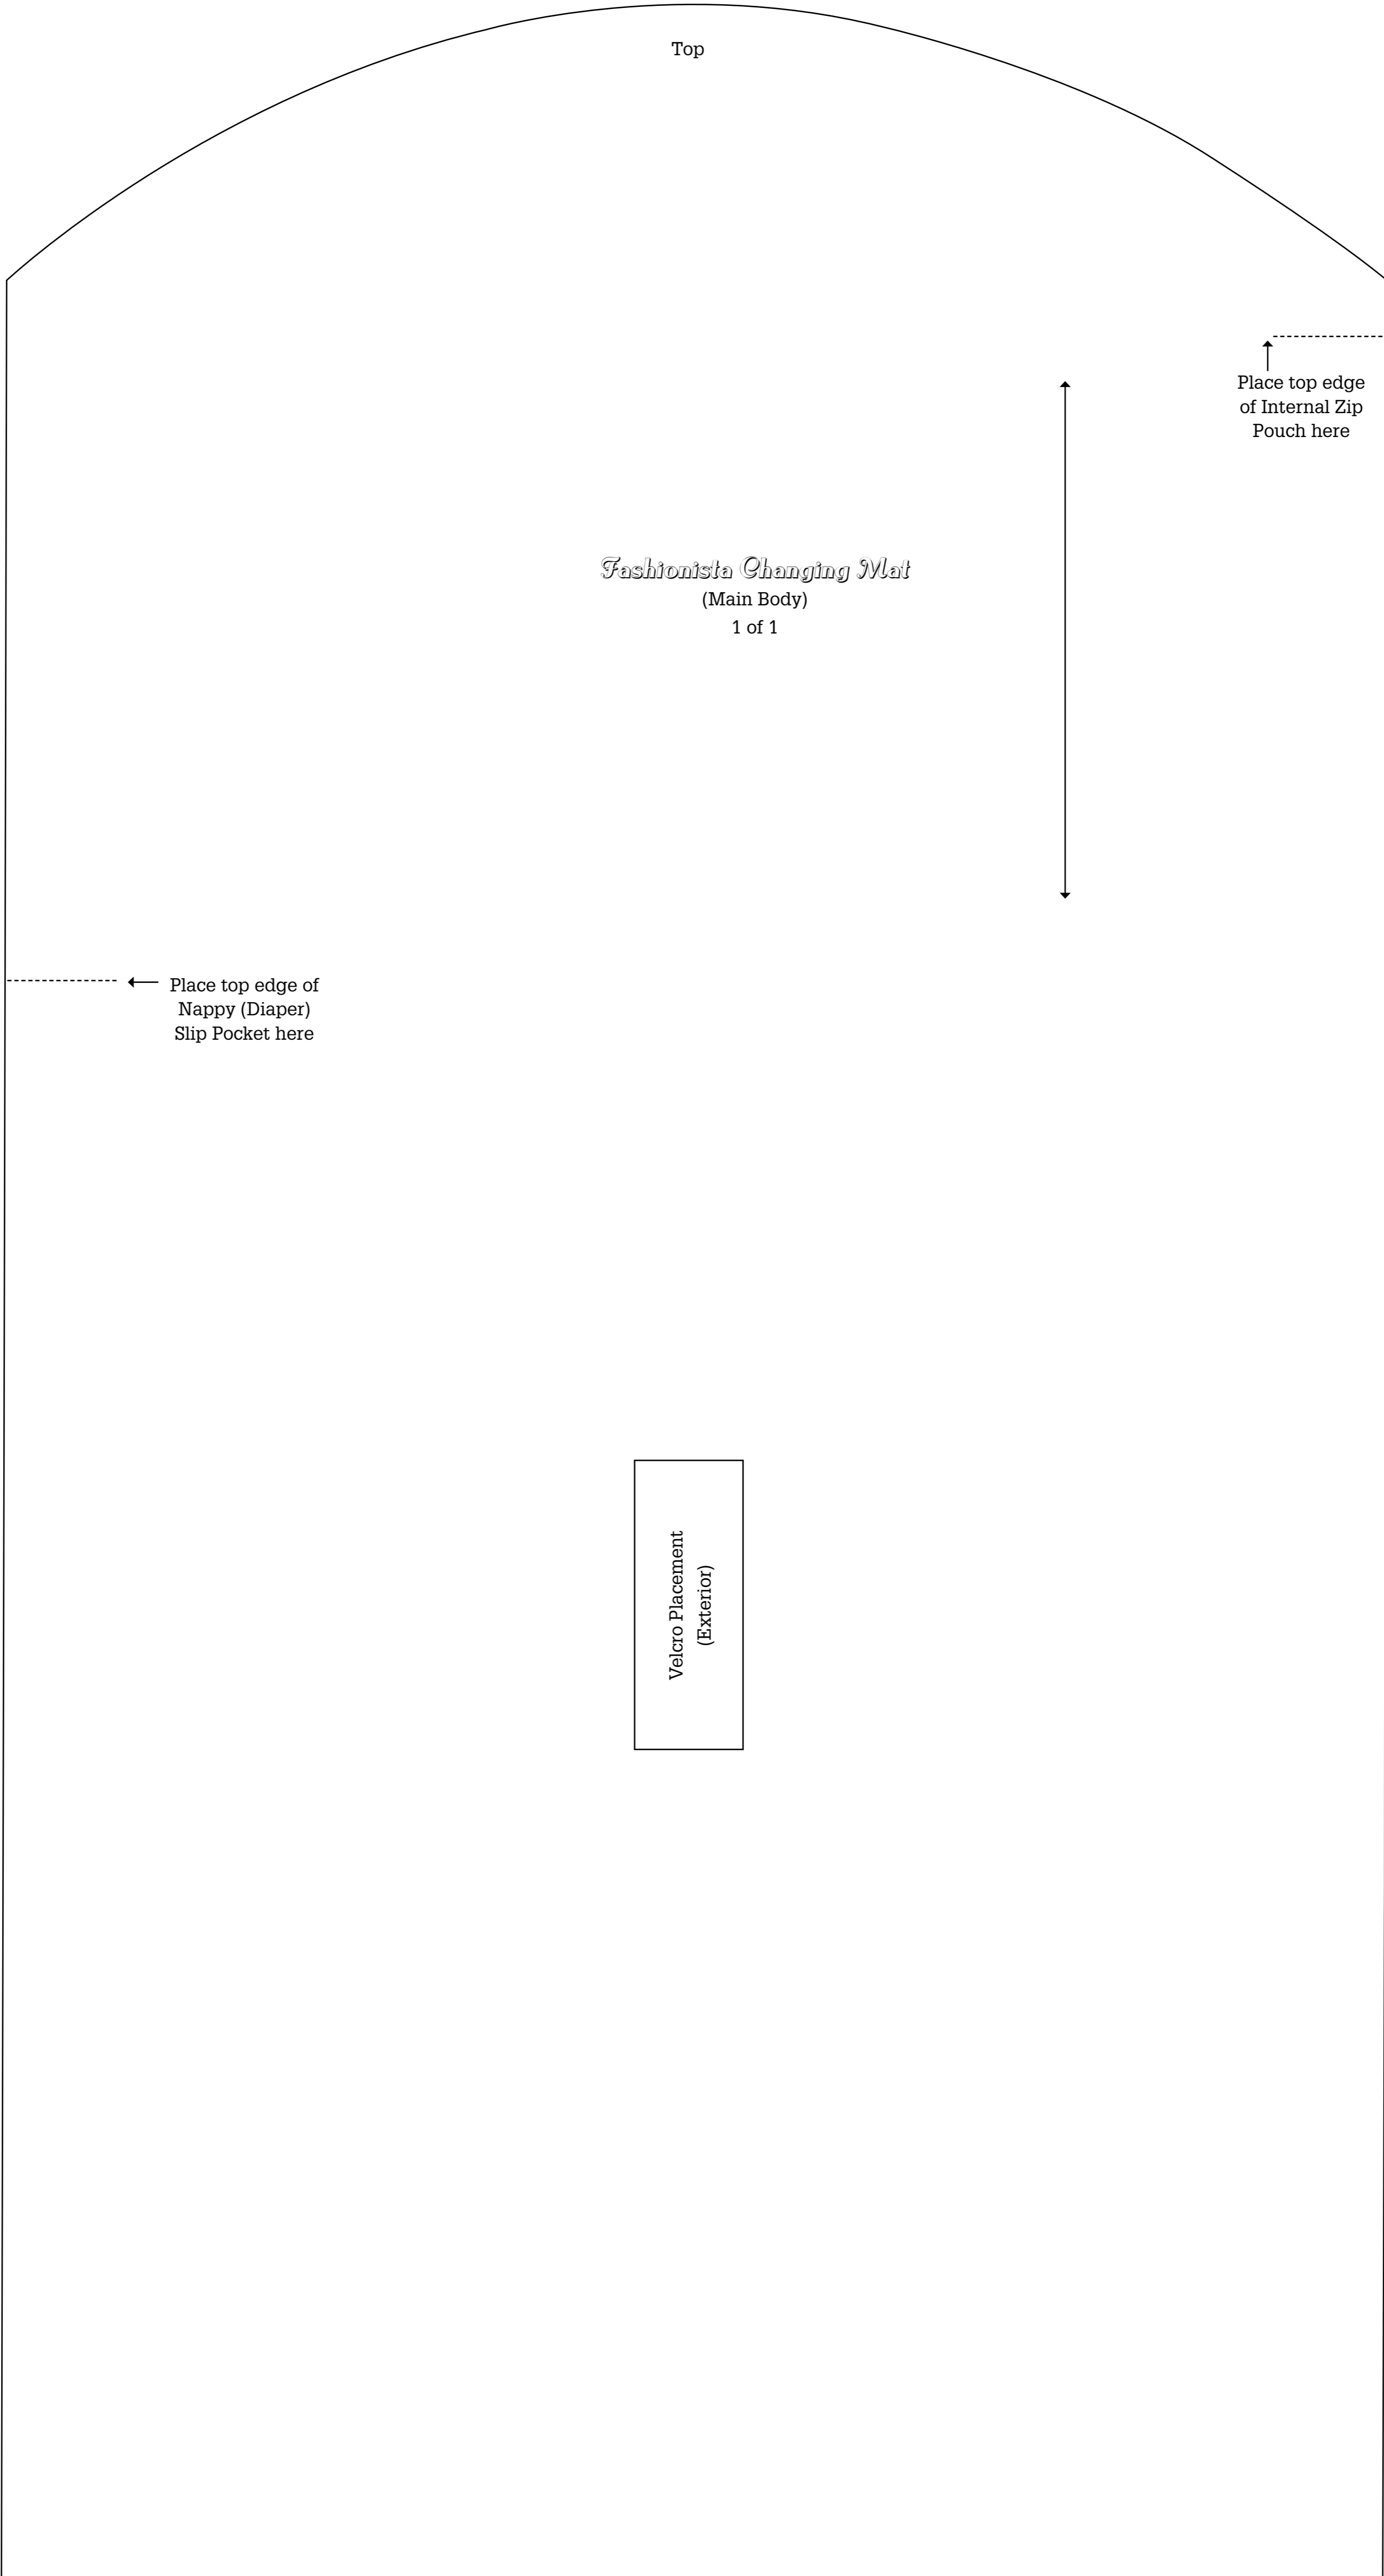 Top
Place top edge
of Internal Zip
Pouch here
Fashionista Changing Mat
(Main Body)
1 of 1
Place top edge of
Nappy (Diaper)
Slip Pocket here
Velcro Placement
(Exterior)